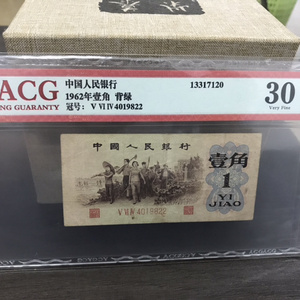 ACG
NG GUARANTY
中国人民银行
1962年壹角 背绿
冠号: V VI IV 4019822
13317120
30
Very Fine
中國人民銀行
壹角
1
YI
JIAO
V VI IV 4019822